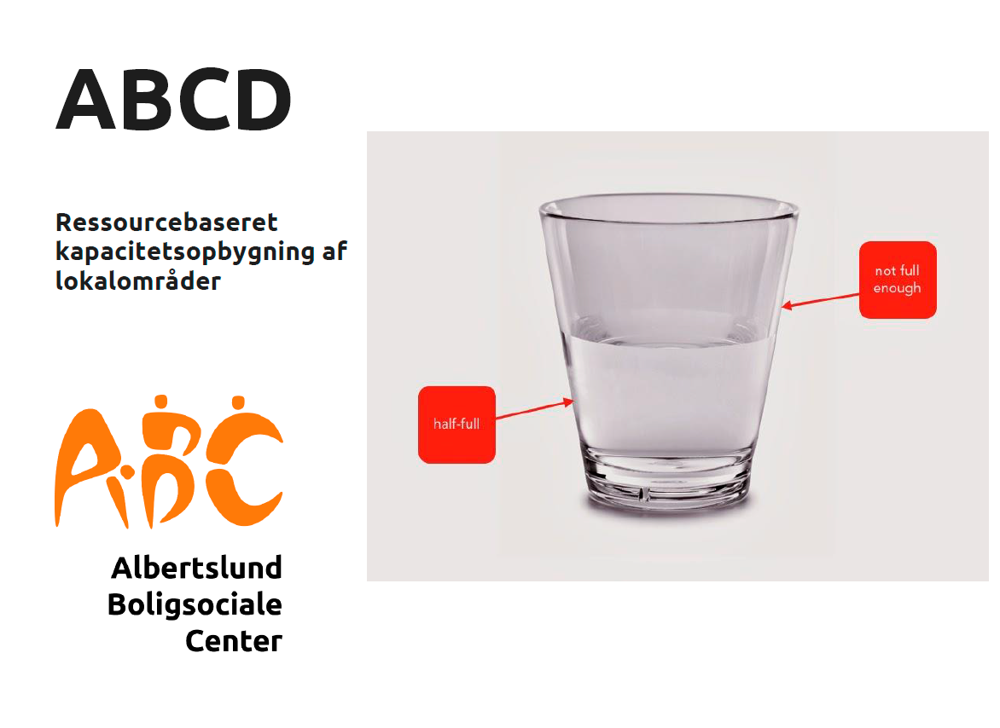 ABCD
Ressourcebaseret
kapacitetsopbygning af
lokalområder
not full
enough
half-full
ABC
Albertslund
Boligsociale
Center